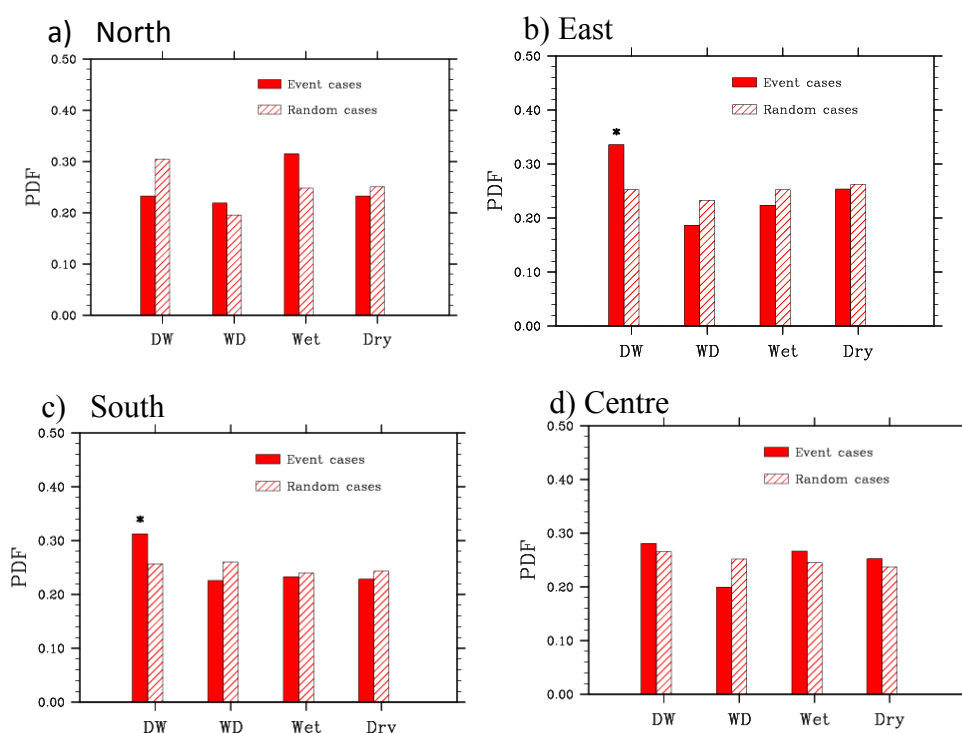 a) North
0.50
0.40
0.30
0.20
0.10
0.00
PDF
Event cases
Random cases
DW WD Wet Dry
b) East
0.50
0.40
0.30
0.20
0.10
0.00
PDF
Event cases
Random cases
*
DW WD Wet Dry
c) South
0.50
0.40
0.30
0.20
0.10
0.00
PDF
Event cases
Random cases
*
DW WD Wet Dry
d) Centre
0.50
0.40
0.30
0.20
0.10
0.00
PDF
Event cases
Random cases
DW WD Wet Dry